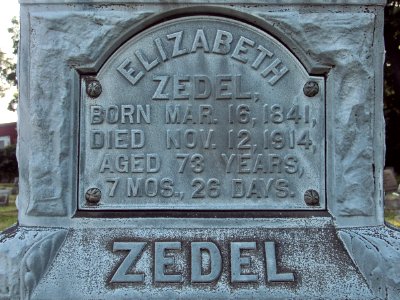 ELIZABETH
ZEDEL,
BORN MAR. 16, 1841,
DIED NOV. 12, 1914,
AGED 73 YEARS,
7 MOS., 26 DAYS.
ZEDEL